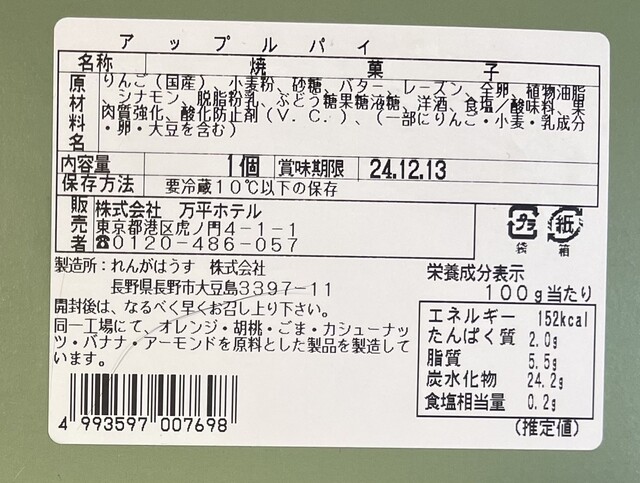 アップルパイ
名称 焼菓子
原材料名 りんご（国産）、小麦粉、砂糖、バター、レーズン、全卵、植物油脂
、シナモン、脱脂粉乳、ぶどう糖果糖液糖、洋酒、食塩／酸味料、果
肉質強化、酸化防止剤（V.C.）、（一部にりんご・小麦・乳成分
・卵・大豆を含む）
内容量 1個 賞味期限 24.12.13
保存方法 要冷蔵10℃以下の保存
販売者 株式会社 万平ホテル
東京都港区虎ノ門4-1-1
☎0120-486-057
プラ 袋
紙 箱
製造所：れんがはうす 株式会社
長野県長野市大豆島3397-11
開封後は、なるべく早くお召し上り下さい。
同一工場にて、オレンジ・胡桃・ごま・カシューナッ
ツ・バナナ・アーモンドを原料とした製品を製造して
います。
4 993597 007698
栄養成分表示
100g当たり
エネルギー 152kcal
たんぱく質 2.0g
脂質 5.5g
炭水化物 24.2g
食塩相当量 0.2g
(推定値)